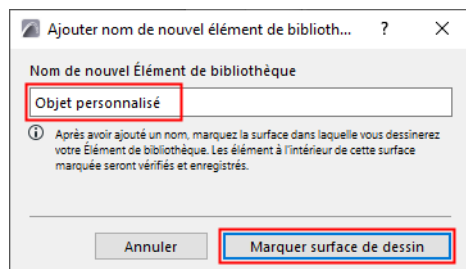 Ajouter nom de nouvel élément de biblioth... ? ×
Nom de nouvel Élément de bibliothèque
Objet personnalisé
Après avoir ajouté un nom, marquez la surface dans laquelle vous dessinerez
votre Élément de bibliothèque. Les élément à l'intérieur de cette surface
marquée seront vérifiés et enregistrés.
Annuler Marquer surface de dessin